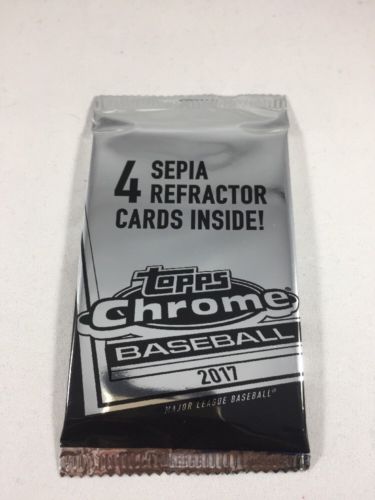 4 SEPIA
REFRACTOR
CARDS INSIDE!
topps
Chrome®
BASEBALL
2017
MAJOR LEAGUE BASEBALL®